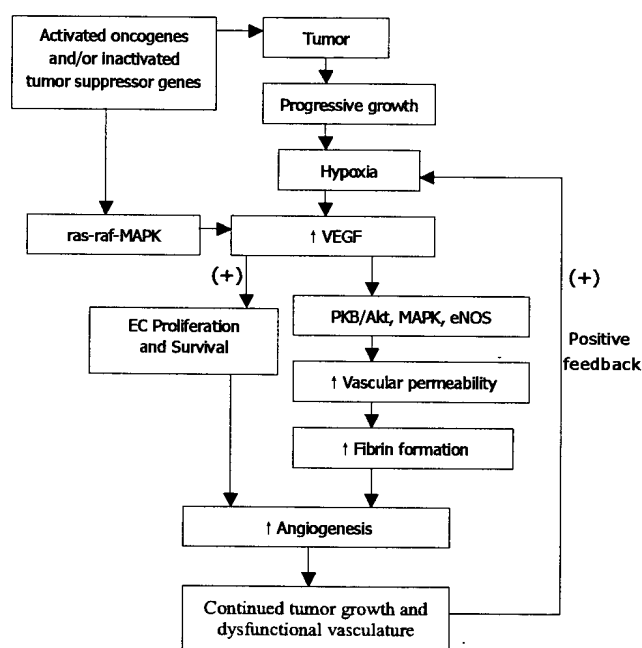 Activated oncogenes
and/or inactivated
tumor suppressor
genes
Tumor
Progressive growth
Hypoxia
ras-raf-MAPK
↑ VEGF
(+)
(+)
EC Proliferation
and Survival
PKB/Akt, MAPK, eNOS
Positive
feedback
↑ Vascular permeability
↑ Fibrin formation
↑ Angiogenesis
Continued tumor growth and
dysfunctional vasculature